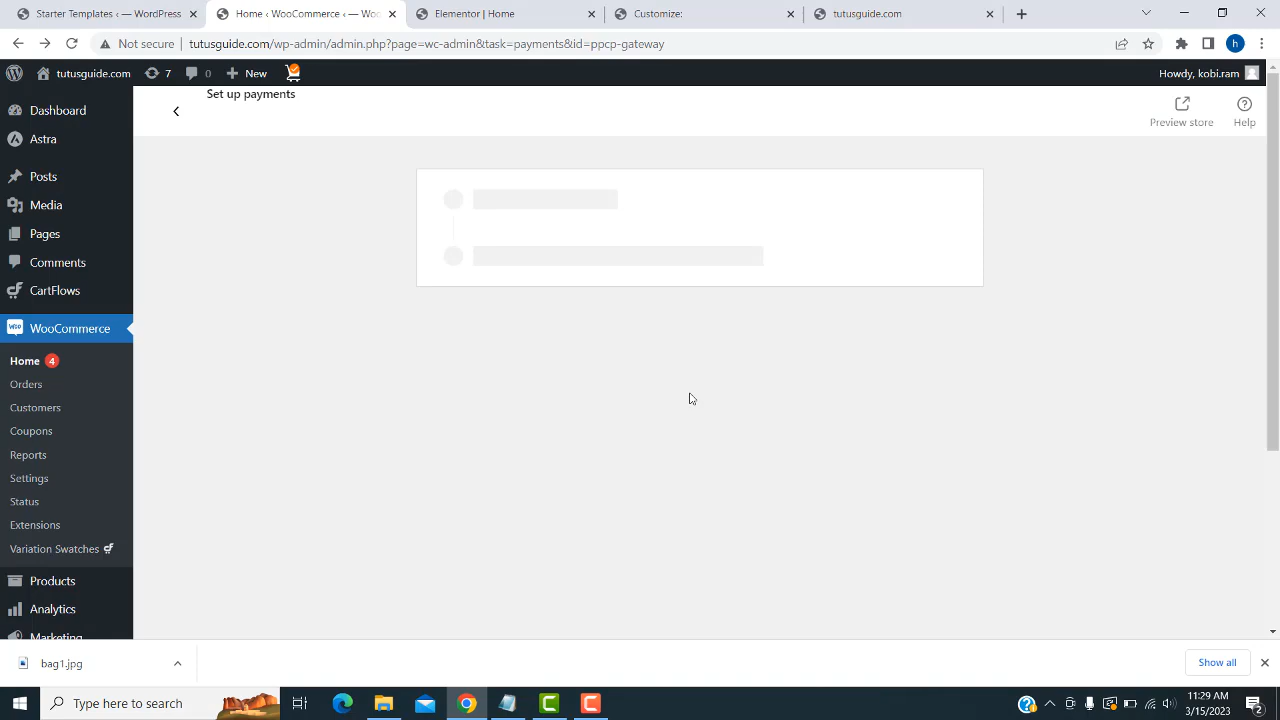 Starter Templates ‹ — WordPress
Home ‹ WooCommerce ‹ — Woo
Elementor | Home
Customize:
tutusguide.com
Not secure
tutusguide.com/wp-admin/admin.php?page=wc-admin&task=payments&id=ppcp-gateway
h
tutusguide.com
7
0
New
Howdy, kobi.ram
Dashboard
Astra
Posts
Media
Pages
Comments
CartFlows
WooCommerce
Home 4
Orders
Customers
Coupons
Reports
Settings
Status
Extensions
Variation Swatches
Products
Analytics
Marketing
Set up payments
Preview store
Help
bag1.jpg
Show all
Type here to search
11:29 AM
3/15/2023
2